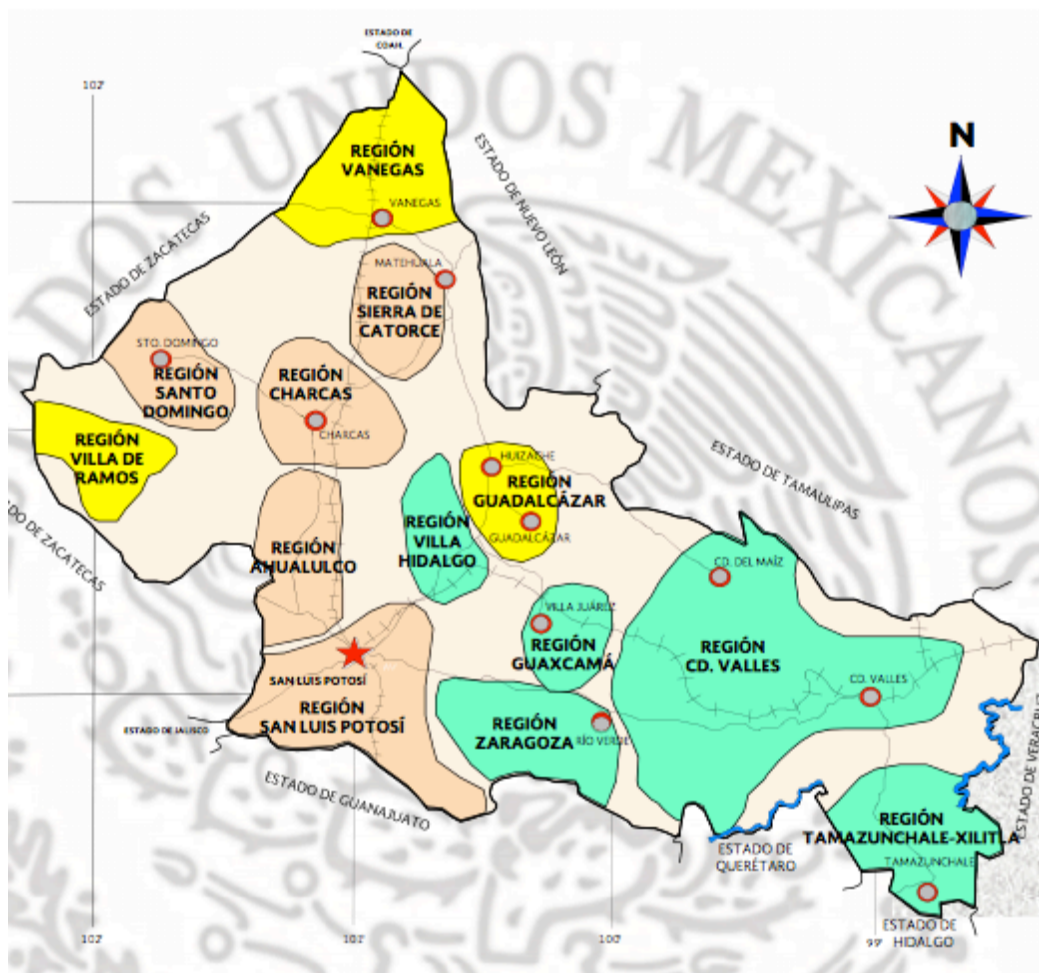 ESTADO DE
COAH.
102°
UNIDOS MEXICANOS
N
REGIÓN
VANEGAS
VANEGAS
ESTADO DE NUEVO LEÓN
ESTADO DE ZACATECAS
MATEHUALA
REGIÓN
SIERRA DE
CATORCE
STO. DOMINGO
REGIÓN
SANTO
DOMINGO
REGIÓN
CHARCAS
CHARCAS
REGIÓN
VILLA DE
RAMOS
HUIZACHE
REGIÓN
GUADALCÁZAR
GUADALCÁZAR
ESTADO DE TAMAULIPAS
DO DE ZACATECAS
REGIÓN
VILLA
HIDALGO
REGIÓN
AHUALULCO
CD. DEL MAÍZ
VILLA JUÁREZ
REGIÓN
GUAXCAMÁ
REGIÓN
CD. VALLES
CD. VALLES
SAN LUIS POTOSÍ
REGIÓN
SAN LUIS POTOSÍ
ESTADO DE JALISCO
REGIÓN
ZARAGOZA
RÍO VERDE
ESTADO DE GUANAJUATO
ESTADO DE VERACRUZ
REGIÓN
TAMAZUNCHALE-XILITLA
TAMAZUNCHALE
ESTADO DE
QUERÉTARO
ESTADO DE
HIDALGO
102°
100°
99°